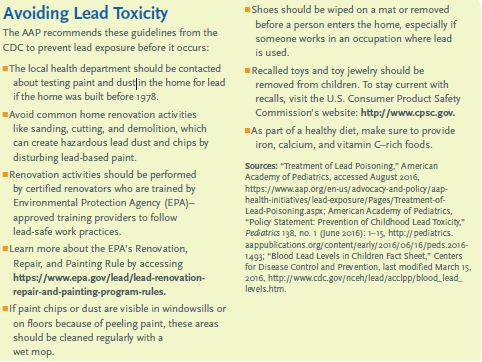 Avoiding Lead Toxicity
The AAP recommends these guidelines from the
CDC to prevent lead exposure before it occurs:
■The local health department should be contacted
about testing paint and dust in the home for lead
if the home was built before 1978.
■Avoid common home renovation activities
like sanding, cutting, and demolition, which
can create hazardous lead dust and chips by
disturbing lead-based paint.
■Renovation activities should be performed
by certified renovators who are trained by
Environmental Protection Agency (EPA)–
approved training providers to follow
lead-safe work practices.
■Learn more about the EPA's Renovation,
Repair, and Painting Rule by accessing
https://www.epa.gov/lead/lead-renovation-
repair-and-painting-program-rules.
■If paint chips or dust are visible in windowsills or
on floors because of peeling paint, these areas
should be cleaned regularly with a
wet mop.
■Shoes should be wiped on a mat or removed
before a person enters the home, especially if
someone works in an occupation where lead
is used.
■Recalled toys and toy jewelry should be
removed from children. To stay current with
recalls, visit the U.S. Consumer Product Safety
Commission's website: http://www.cpsc.gov.
■As part of a healthy diet, make sure to provide
iron, calcium, and vitamin C–rich foods.
Sources: "Treatment of Lead Poisoning," American
Academy of Pediatrics, accessed August 2016,
https://www.aap.org/en-us/advocacy-and-policy/aap-
health-initiatives/lead-exposure/Pages/Treatment-of-
Lead-Poisoning.aspx; American Academy of Pediatrics,
"Policy Statement: Prevention of Childhood Lead Toxicity,"
Pediatrics 138, no. 1 (June 2016): 1–15, http://pediatrics.
aappublications.org/content/early/2016/06/16/peds.2016-
1493; "Blood Lead Levels in Children Fact Sheet," Centers
for Disease Control and Prevention, last modified March 15,
2016, http://www.cdc.gov/nceh/lead/acclpp/blood_lead_
levels.htm.